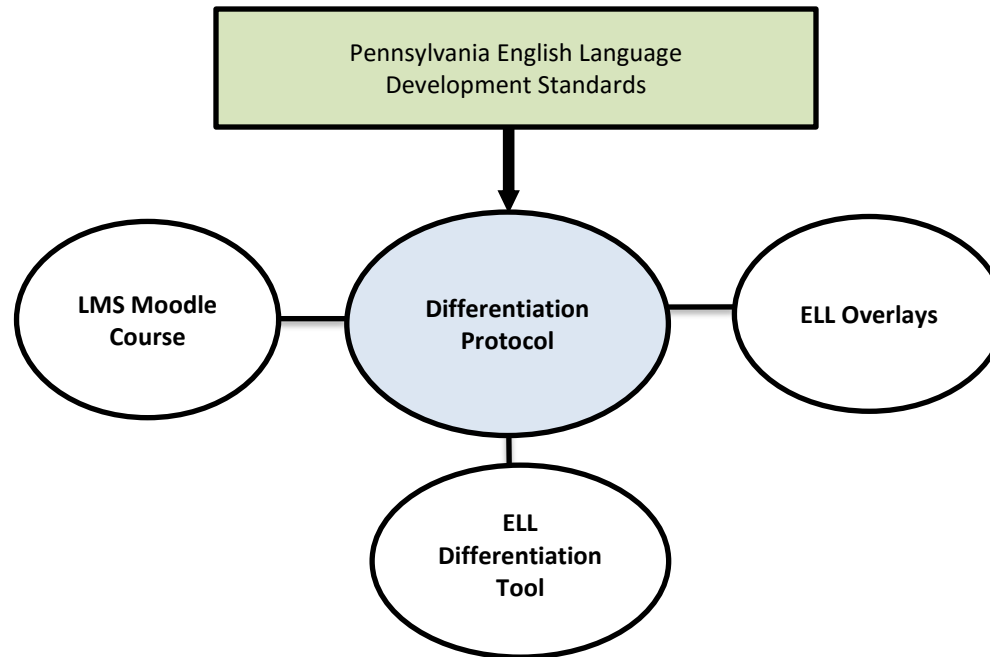 Pennsylvania English Language
Development Standards
LMS Moodle
Course
Differentiation
Protocol
ELL Overlays
ELL
Differentiation
Tool